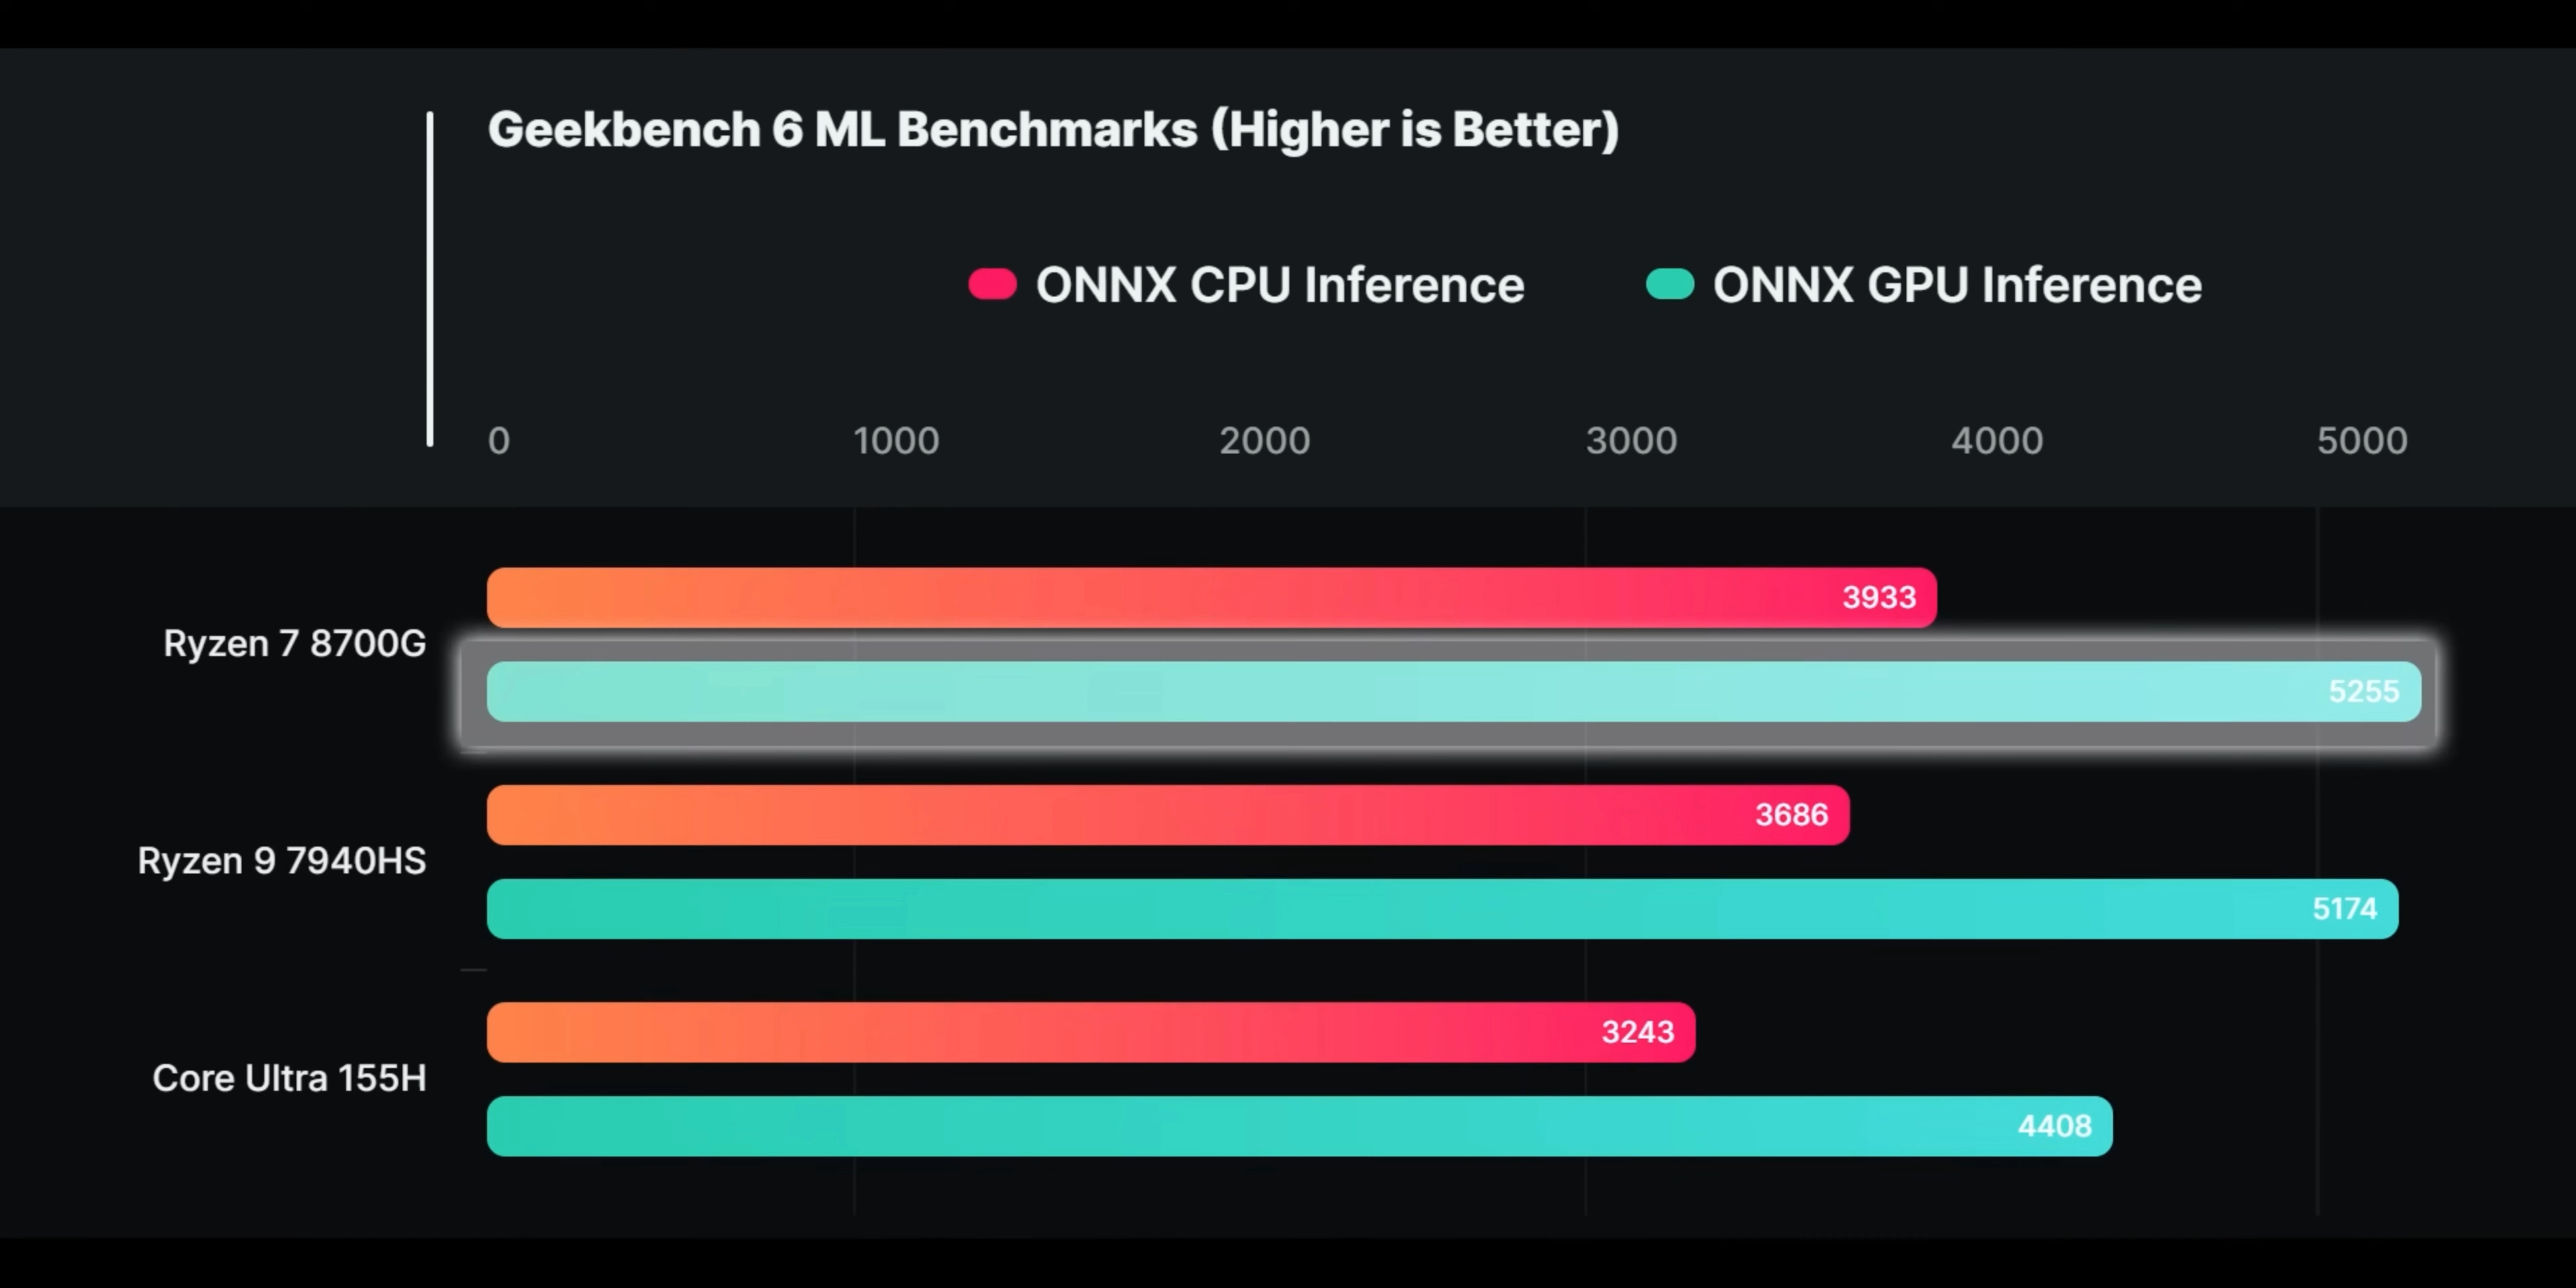 Geekbench 6 ML Benchmarks (Higher is Better)
ONNX CPU Inference ONNX GPU Inference
0 1000 2000 3000 4000 5000
3933
Ryzen 7 8700G
5255
3686
Ryzen 9 7940HS
5174
3243
Core Ultra 155H
4408